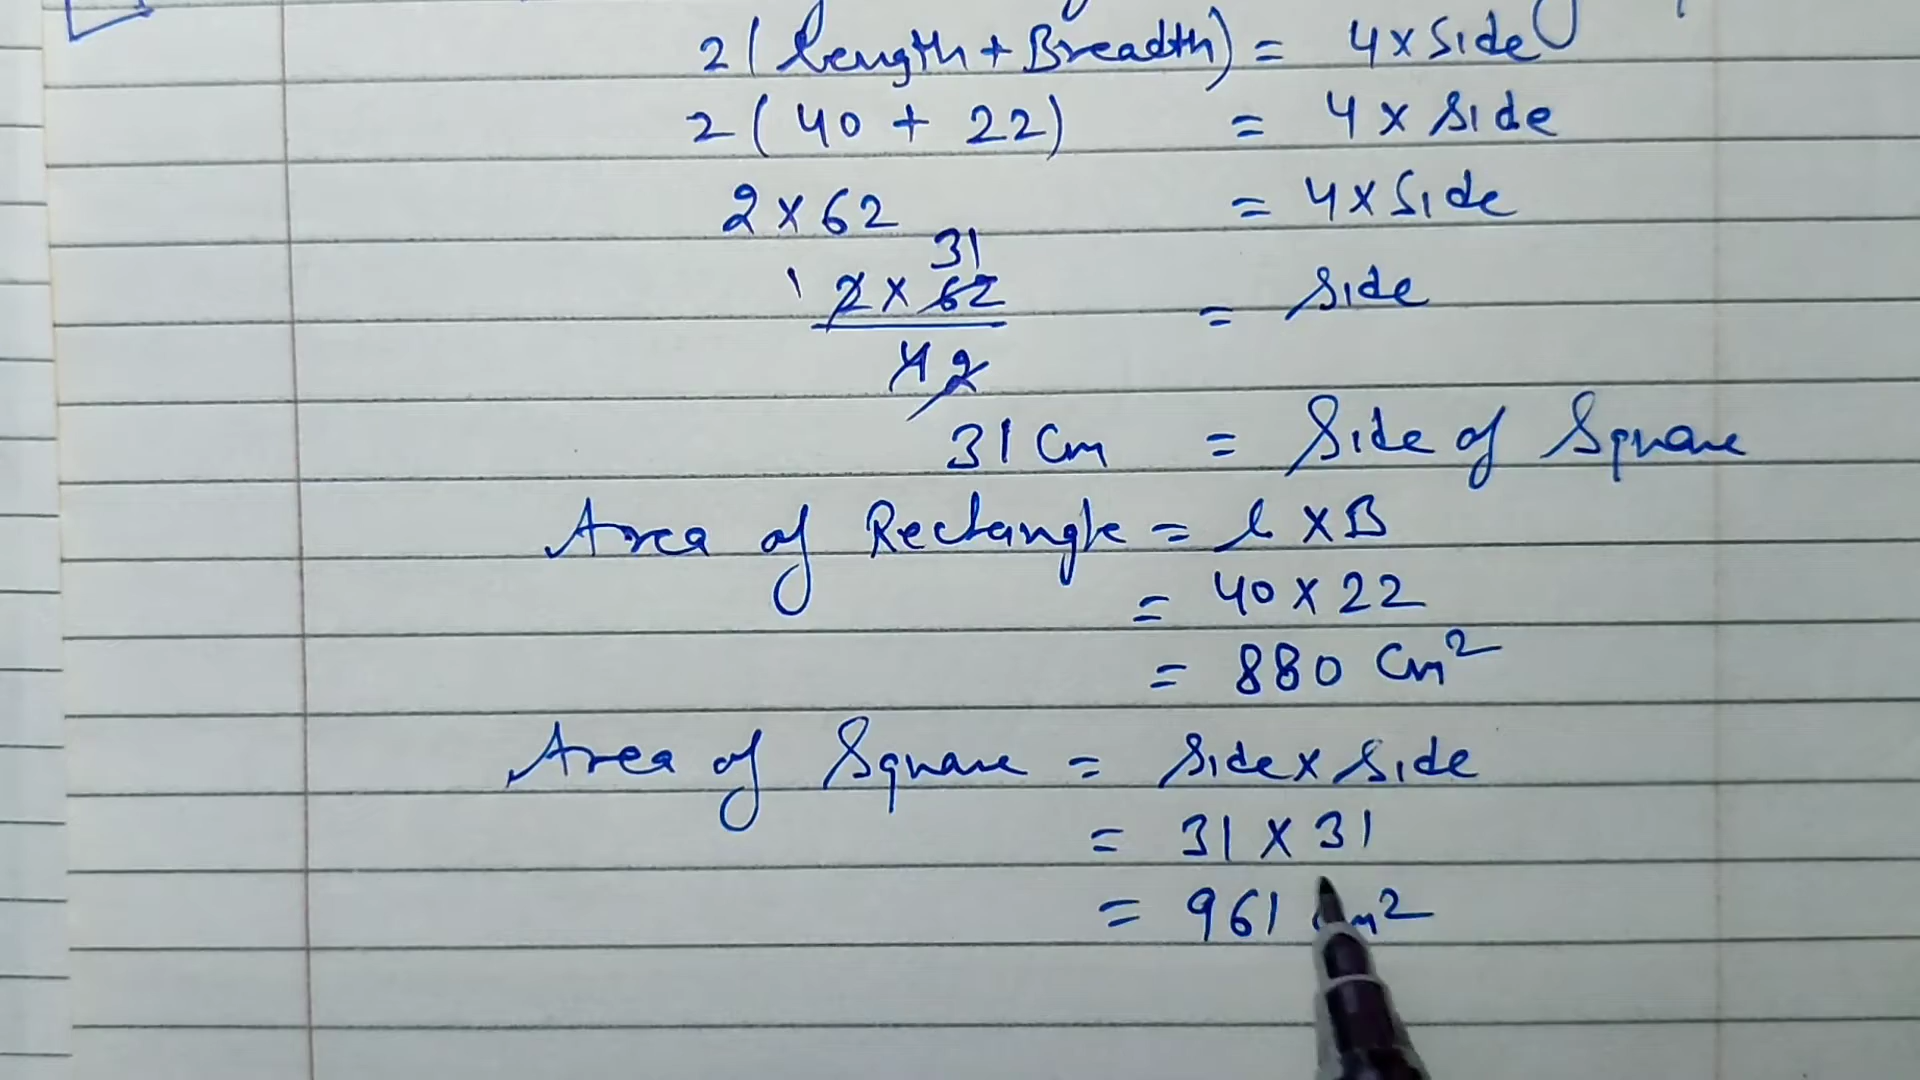 2(Length+Breadth) = 4×Side
2(40 + 22) = 4×Side
2×62 = 4×Side
31
1 2×62 = Side
4 2
31 Cm = Side of Square
Area of Rectangle = l×B
= 40×22
= 880 Cm²
Area of Square = Side×Side
= 31×31
= 961 cm²